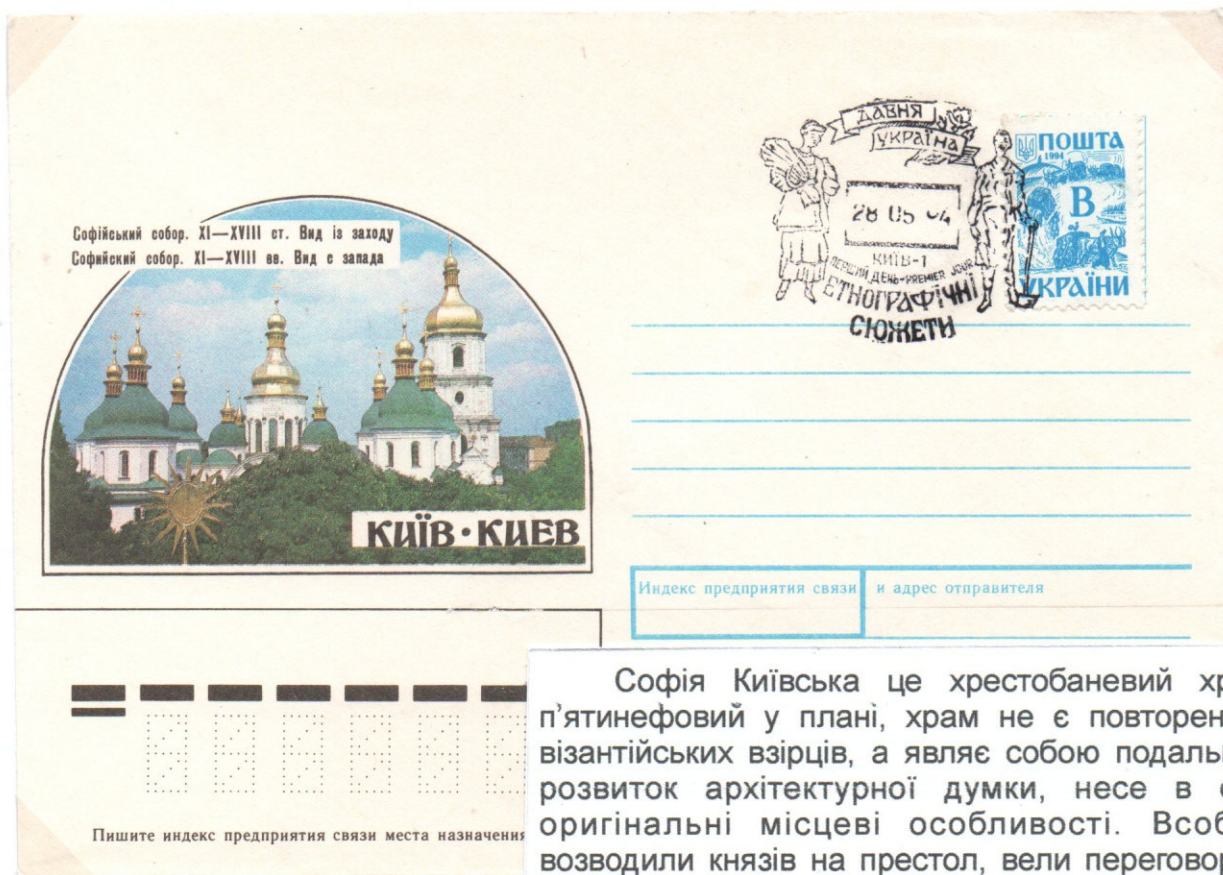 Софійський собор. XI—XVIII ст. Вид із заходу
Софийский собор. XI—XVIII вв. Вид с запада
КИЇВ·КИЕВ
ДАВНЯ
УКРАЇНА
28 05
КИЇВ-1
ПЕРШИЙ ДЕНЬ-PREMIER JOUR
ЕТНОГРАФІЧНІ
СЮЖЕТИ
ПОШТА
1994
В
УКРАЇНИ
Индекс предприятия связи и адрес отправителя
Пишите индекс предприятия связи места назначения
Софія Київська це хрестобаневий хр
п'ятинефовий у плані, храм не є повторен
візантійських взірців, а являє собою подаль
розвиток архітектурної думки, несе в
оригінальні місцеві особливості. Всоб
возводили князів на престол, вели переговор